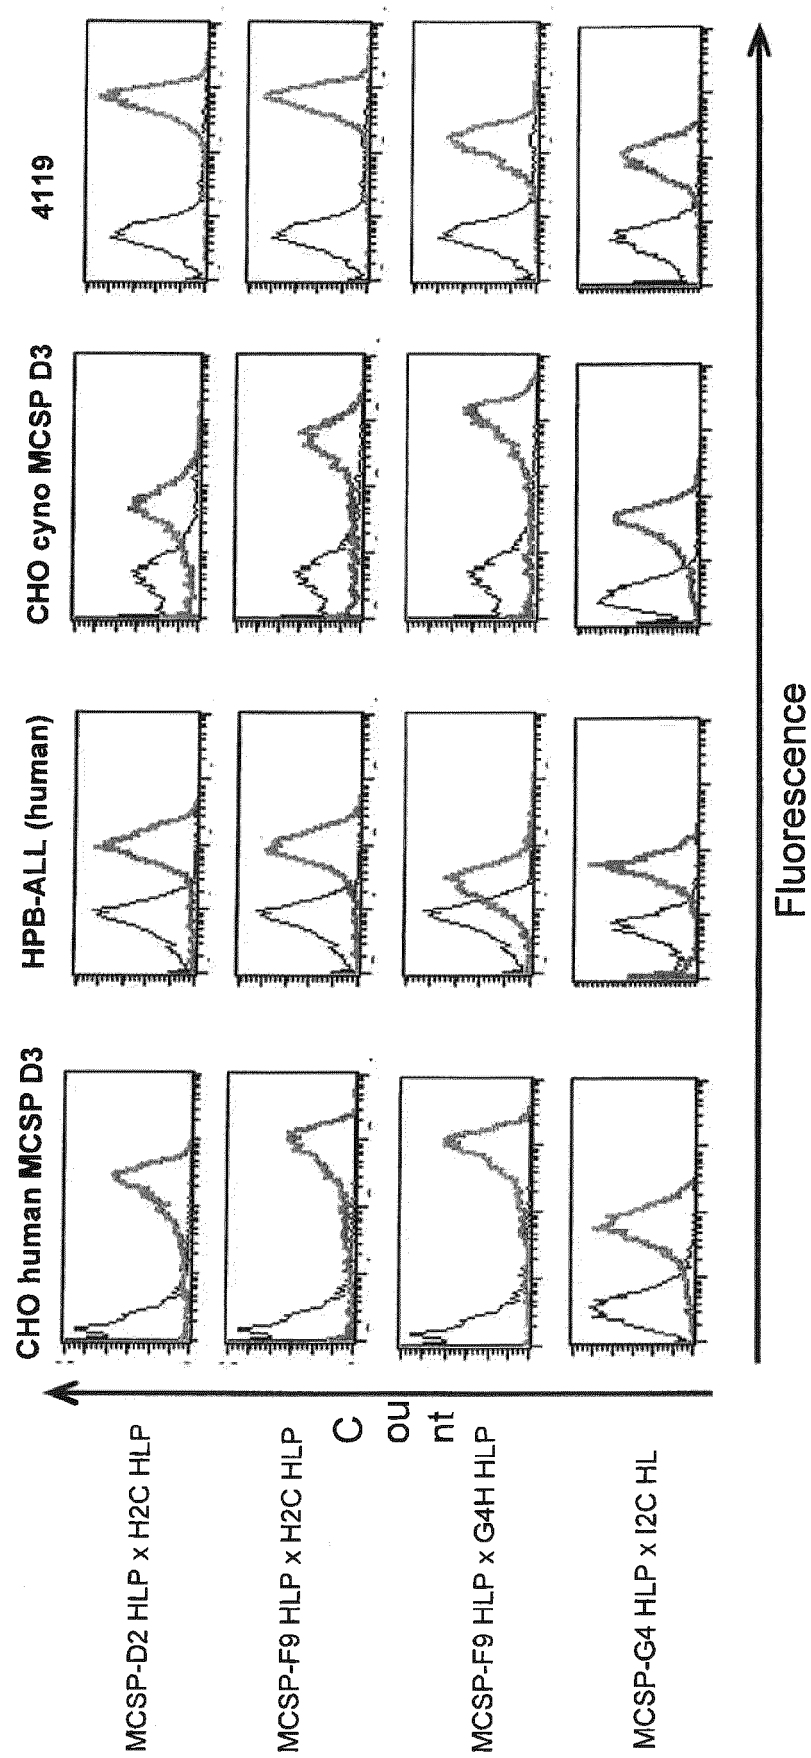 CHO human MCSP D3
HPB-ALL (human)
CHO cyno MCSP D3
4119
MCSP-D2 HLP x H2C HLP
MCSP-F9 HLP x H2C HLP
MCSP-F9 HLP x G4H HLP
MCSP-G4 HLP x I2C HL
C
ou
nt
Fluorescence